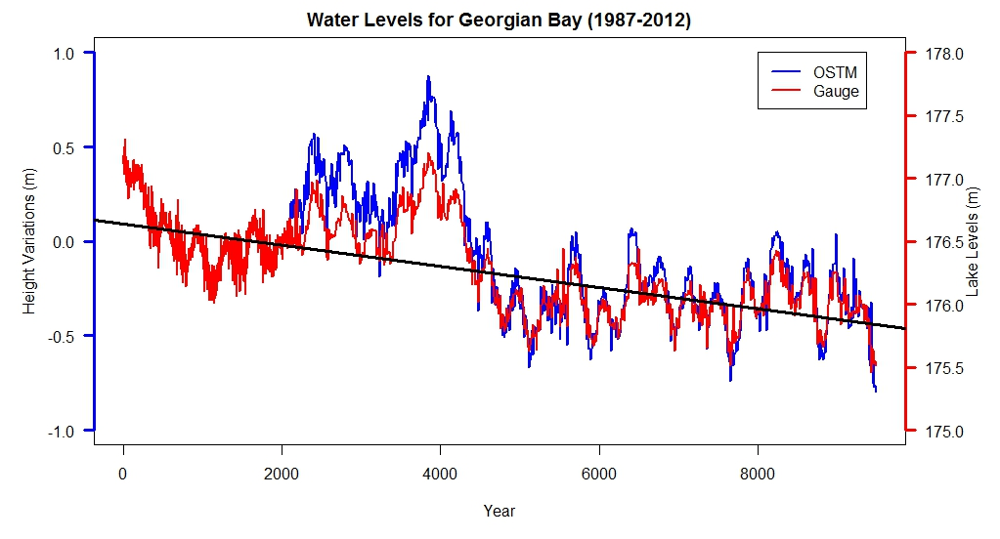 Water Levels for Georgian Bay (1987-2012)
1.0
0.5
0.0
-0.5
-1.0
Height Variations (m)
OSTM
Gauge
178.0
177.5
177.0
176.5
176.0
175.5
175.0
Lake Levels (m)
0
2000
4000
6000
8000
Year